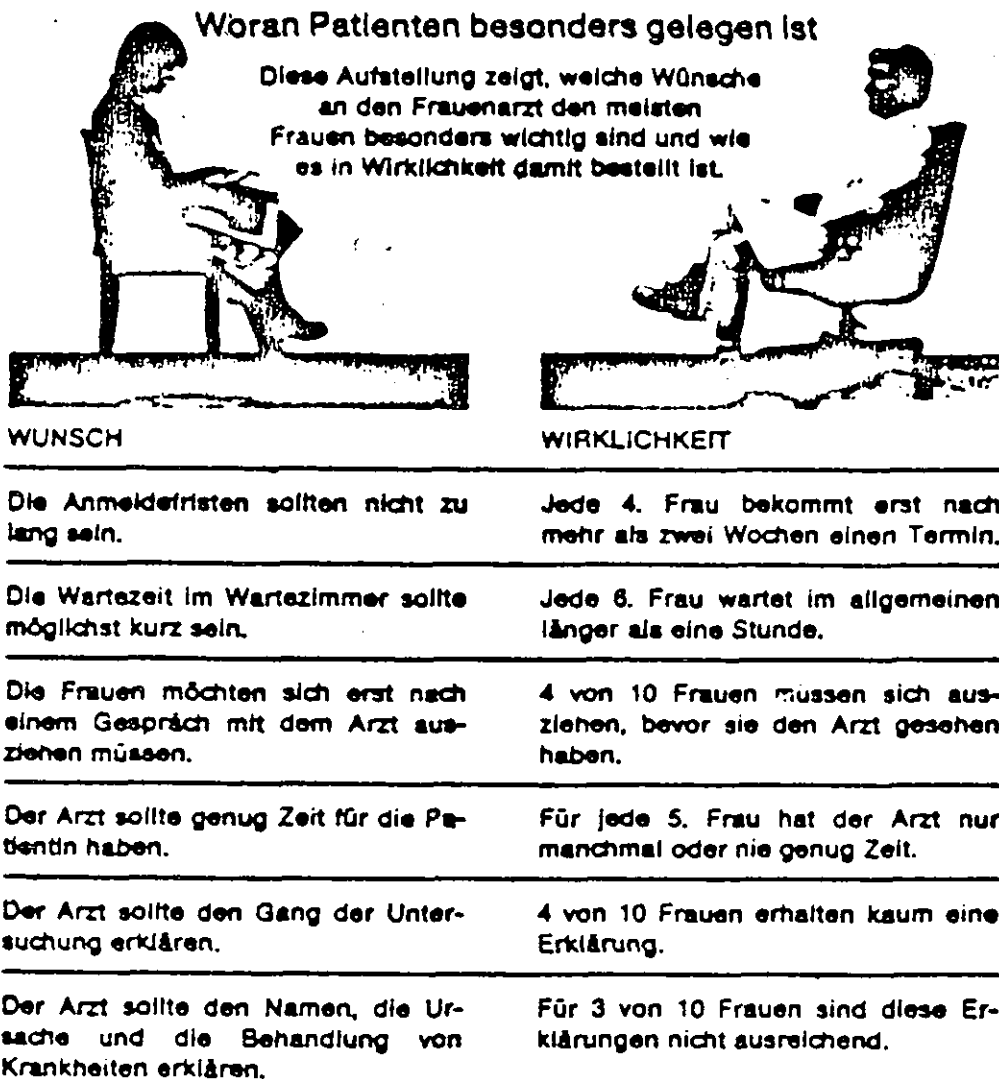 Woran Patienten besonders gelegen ist
Diese Aufstellung zeigt, welche Wünsche
an den Frauenarzt den meisten
Frauen besonders wichtig sind und wie
es in Wirklichkeit damit bestellt ist.
WUNSCH
Die Anmeldefristen sollten nicht zu
lang sein.
Die Wartezeit im Wartezimmer sollte
möglichst kurz sein.
Die Frauen möchten sich erst nach
einem Gespräch mit dem Arzt aus-
ziehen müssen.
Der Arzt sollte genug Zeit für die Pa-
tientin haben.
Der Arzt sollte den Gang der Unter-
suchung erklären.
Der Arzt sollte den Namen, die Ur-
sache und die Behandlung von
Krankheiten erklären.
WIRKLICHKEIT
Jede 4. Frau bekommt erst nach
mehr als zwei Wochen einen Termin.
Jede 6. Frau wartet im allgemeinen
länger als eine Stunde.
4 von 10 Frauen müssen sich aus-
ziehen, bevor sie den Arzt gesehen
haben.
Für jede 5. Frau hat der Arzt nur
manchmal oder nie genug Zeit.
4 von 10 Frauen erhalten kaum eine
Erklärung.
Für 3 von 10 Frauen sind diese Er-
klärungen nicht ausreichend.